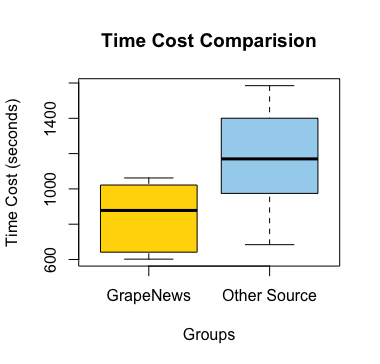 Time Cost Comparision
Time Cost (seconds)
1400
1000
600
GrapeNews
Other Source
Groups